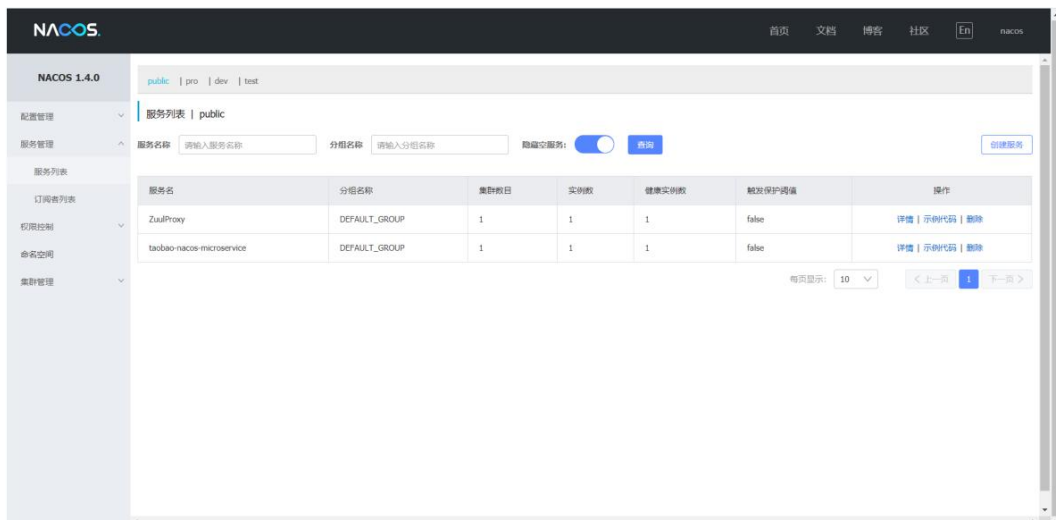 NACOS.
首页 文档 博客 社区 En nacos
NACOS 1.4.0
public | pro | dev | test
配置管理
服务列表 | public
服务管理
服务名称 请输入服务名称 分组名称 请输入分组名称 隐藏空服务: 查询 创建服务
服务列表
订阅者列表
权限控制
命名空间
集群管理
服务名 分组名称 集群数目 实例数 健康实例数 触发保护阈值 操作
ZuulProxy DEFAULT_GROUP 1 1 1 false 详情 | 示例代码 | 删除
taobao-nacos-microservice DEFAULT_GROUP 1 1 1 false 详情 | 示例代码 | 删除
每页显示: 10 < 上一页 1 下一页 >